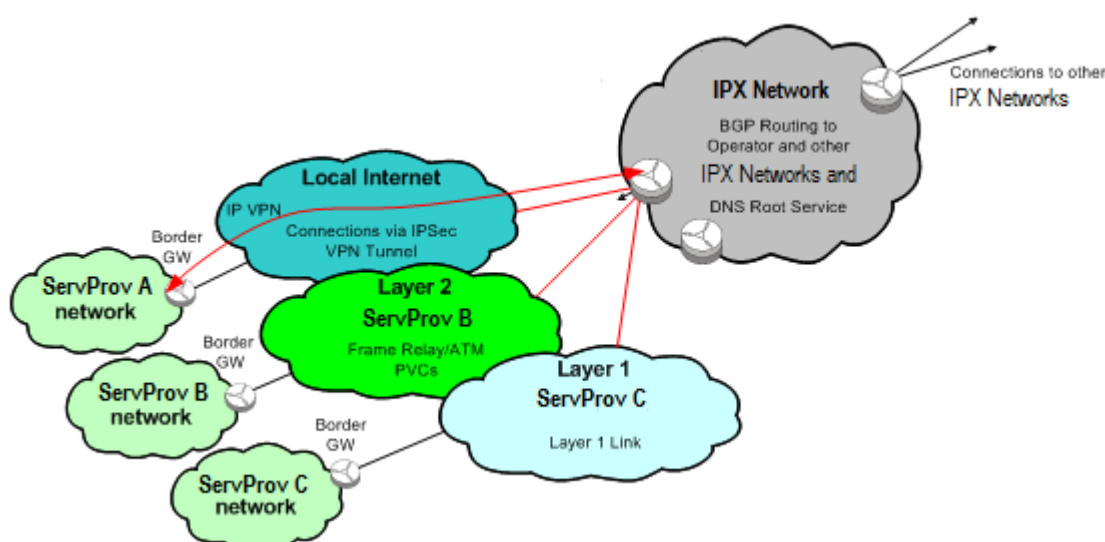 IPX Network
BGP Routing to
Operator and other
IPX Networks and
DNS Root Service
Connections to other
IPX Networks
Local Internet
IP VPN
Connections via IPSec
VPN Tunnel
Border
GW
ServProv A
network
Layer 2
ServProv B
Frame Relay/ATM
PVCs
Border
GW
ServProv B
network
Layer 1
ServProv C
Layer 1 Link
Border
GW
ServProv C
network